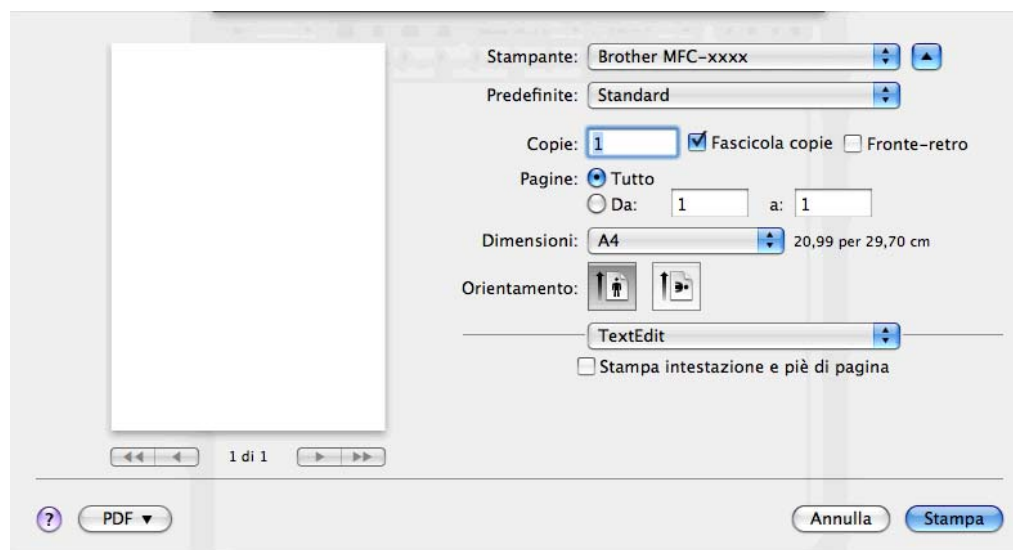 Stampante: Brother MFC-xxxx
Predefinite: Standard
Copie: 1 Fascicola copie Fronte-retro
Pagine: Tutto
Da: 1 a: 1
Dimensioni: A4 20,99 per 29,70 cm
Orientamento:
TextEdit
Stampa intestazione e piè di pagina
1 di 1
? PDF ▼ Annulla Stampa